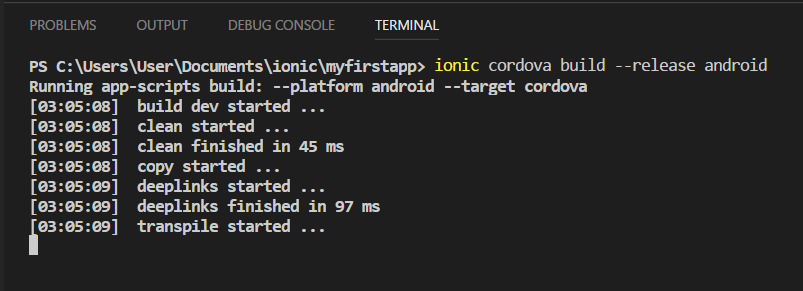 PROBLEMS OUTPUT DEBUG CONSOLE TERMINAL
PS C:\Users\User\Documents\ionic\myfirstapp> ionic cordova build --release android
Running app-scripts build: --platform android --target cordova
[03:05:08] build dev started ...
[03:05:08] clean started ...
[03:05:08] clean finished in 45 ms
[03:05:08] copy started ...
[03:05:09] deeplinks started ...
[03:05:09] deeplinks finished in 97 ms
[03:05:09] transpile started ...